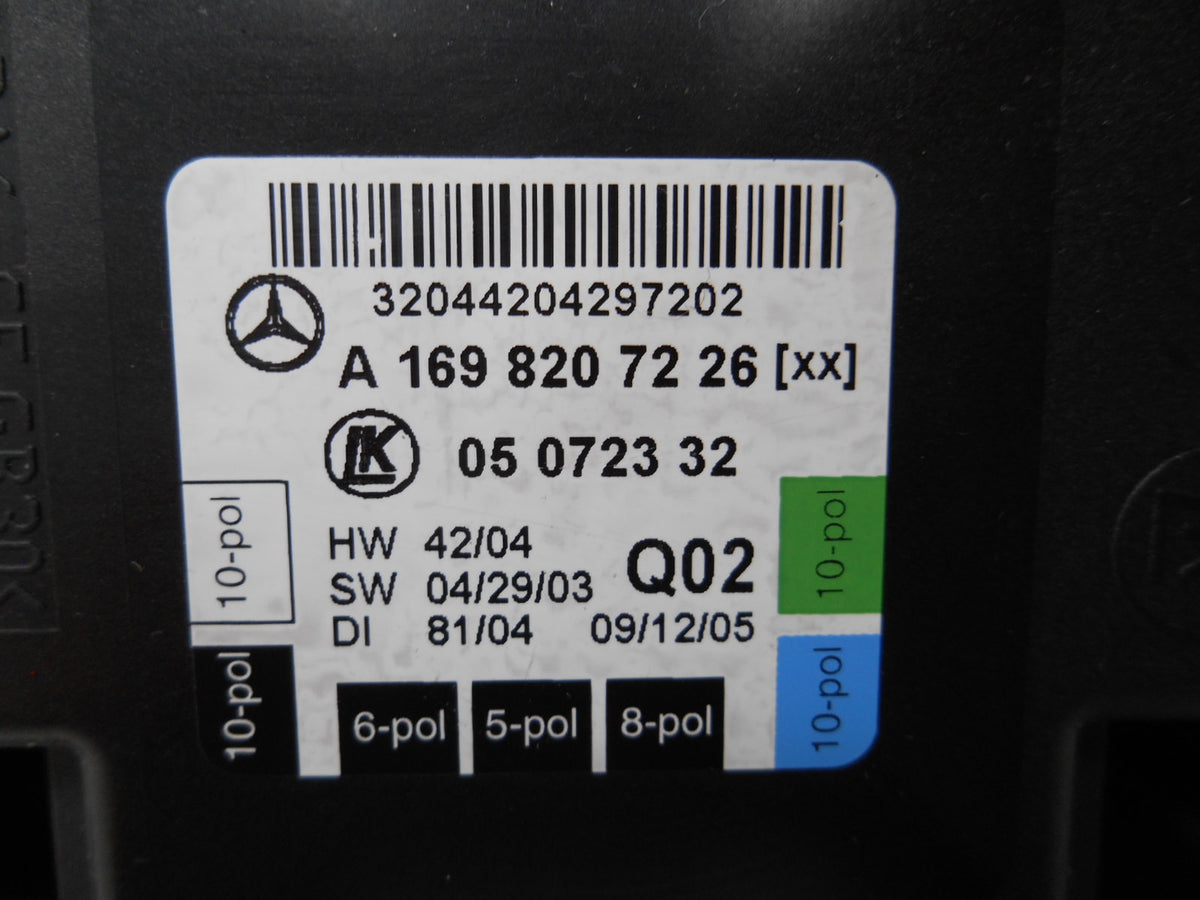 32044204297202
A 169 820 72 26 [xx]
LK 05 0723 32
10-pol
HW 42/04
SW 04/29/03
Q02
10-pol
DI 81/04 09/12/05
10-pol
6-pol
5-pol
8-pol
10-pol